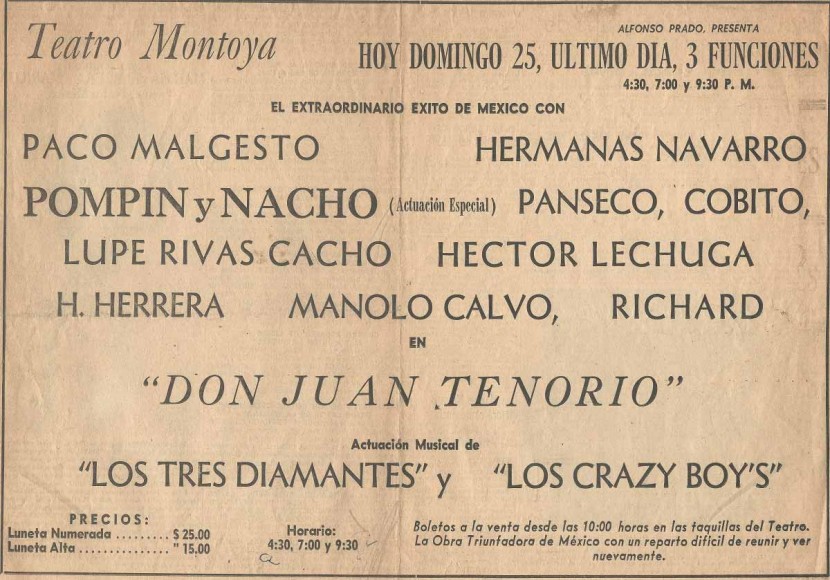 Teatro Montoya
ALFONSO PRADO, PRESENTA
HOY DOMINGO 25, ULTIMO DIA, 3 FUNCIONES
4:30, 7:00 y 9:30 P. M.
EL EXTRAORDINARIO EXITO DE MEXICO CON
PACO MALGESTO HERMANAS NAVARRO
POMPIN y NACHO (Actuación Especial) PANSECO, COBITO,
LUPE RIVAS CACHO HECTOR LECHUGA
H. HERRERA MANOLO CALVO, RICHARD
EN
"DON JUAN TENORIO"
Actuación Musical de
"LOS TRES DIAMANTES" y "LOS CRAZY BOY'S"
PRECIOS:
Luneta Numerada ......... $ 25.00
Luneta Alta ............... " 15.00
Horario:
4:30, 7:00 y 9:30
a
Boletos a la venta desde las 10:00 horas en las taquillas del Teatro.
La Obra Triunfadora de México con un reparto dificil de reunir y ver
nuevamente.